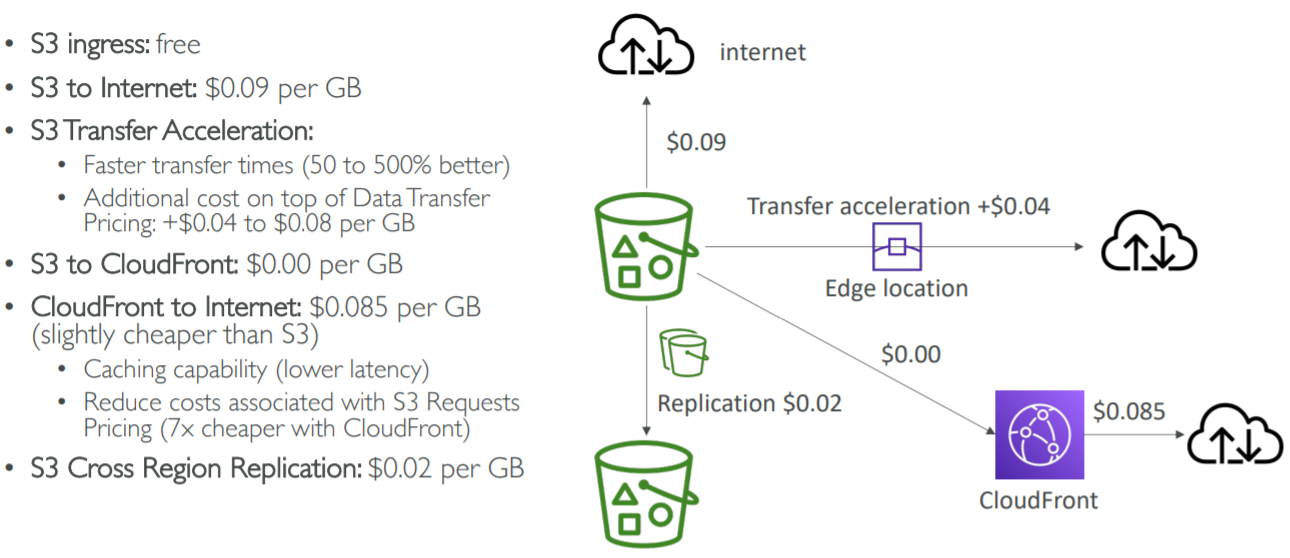 • S3 ingress: free
• S3 to Internet: $0.09 per GB
• S3 Transfer Acceleration:
• Faster transfer times (50 to 500% better)
• Additional cost on top of Data Transfer
Pricing: +$0.04 to $0.08 per GB
• S3 to CloudFront: $0.00 per GB
• CloudFront to Internet: $0.085 per GB
(slightly cheaper than S3)
• Caching capability (lower latency)
• Reduce costs associated with S3 Requests
Pricing (7x cheaper with CloudFront)
• S3 Cross Region Replication: $0.02 per GB
internet
$0.09
Transfer acceleration +$0.04
Edge location
$0.00
Replication $0.02
$0.085
CloudFront